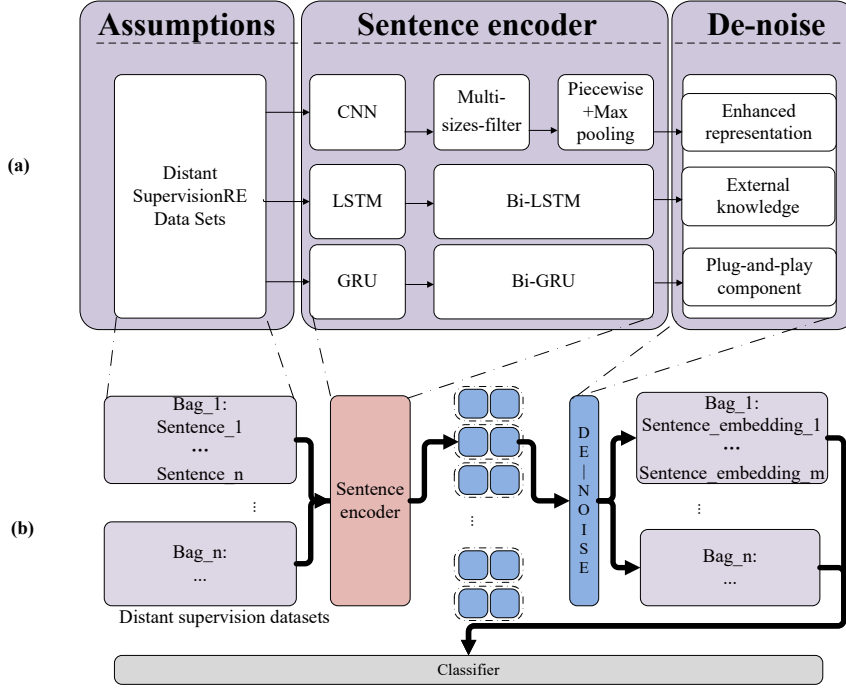 Assumptions
Sentence encoder
De-noise
(a)
Distant
SupervisionRE
Data Sets
CNN
Multi-
sizes-filter
Piecewise
+Max
pooling
Enhanced
representation
LSTM
Bi-LSTM
External
knowledge
GRU
Bi-GRU
Plug-and-play
component
(b)
Bag_1:
Sentence_1
...
Sentence_n
...
Bag_n:
...
Distant supervision datasets
Sentence
encoder
...
DE|NOISE
Bag_1:
Sentence_embedding_1
...
Sentence_embedding_m
...
Bag_n:
...
Classifier